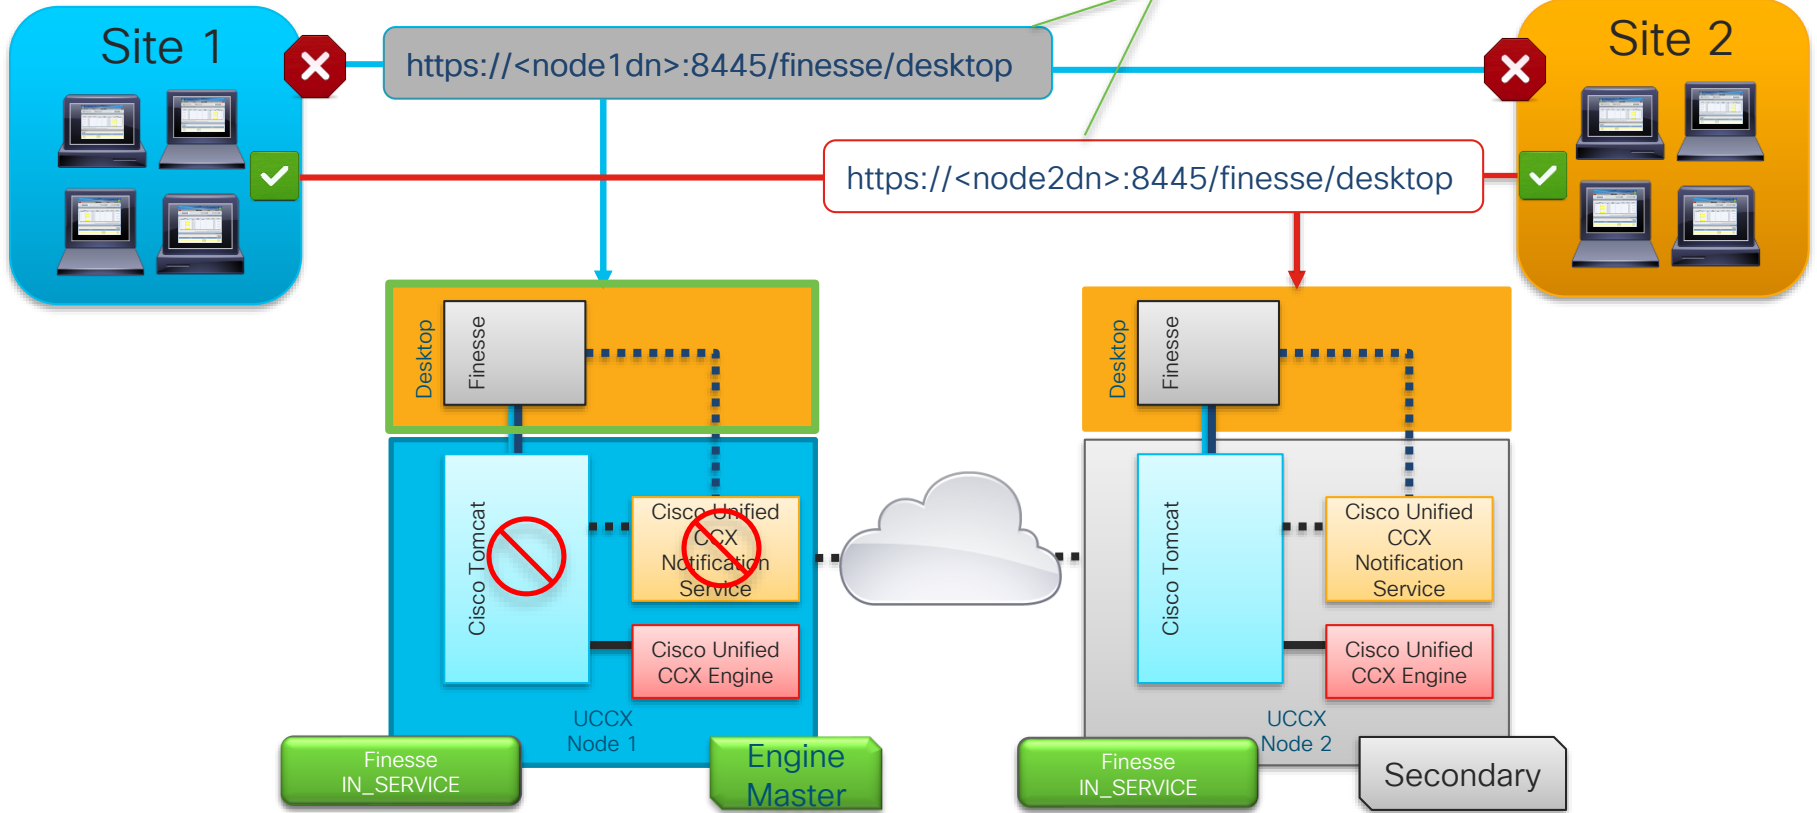 Site 1
https://<node1dn>:8445/finesse/desktop
Site 2
https://<node2dn>:8445/finesse/desktop
Desktop
Finesse
Desktop
Finesse
Cisco Tomcat
Cisco Unified
CCX
Notification
Service
Cisco Unified
CCX Engine
UCCX
Node 1
Cisco Tomcat
Cisco Unified
CCX
Notification
Service
Cisco Unified
CCX Engine
UCCX
Node 2
Finesse
IN_SERVICE
Engine
Master
Finesse
IN_SERVICE
Secondary